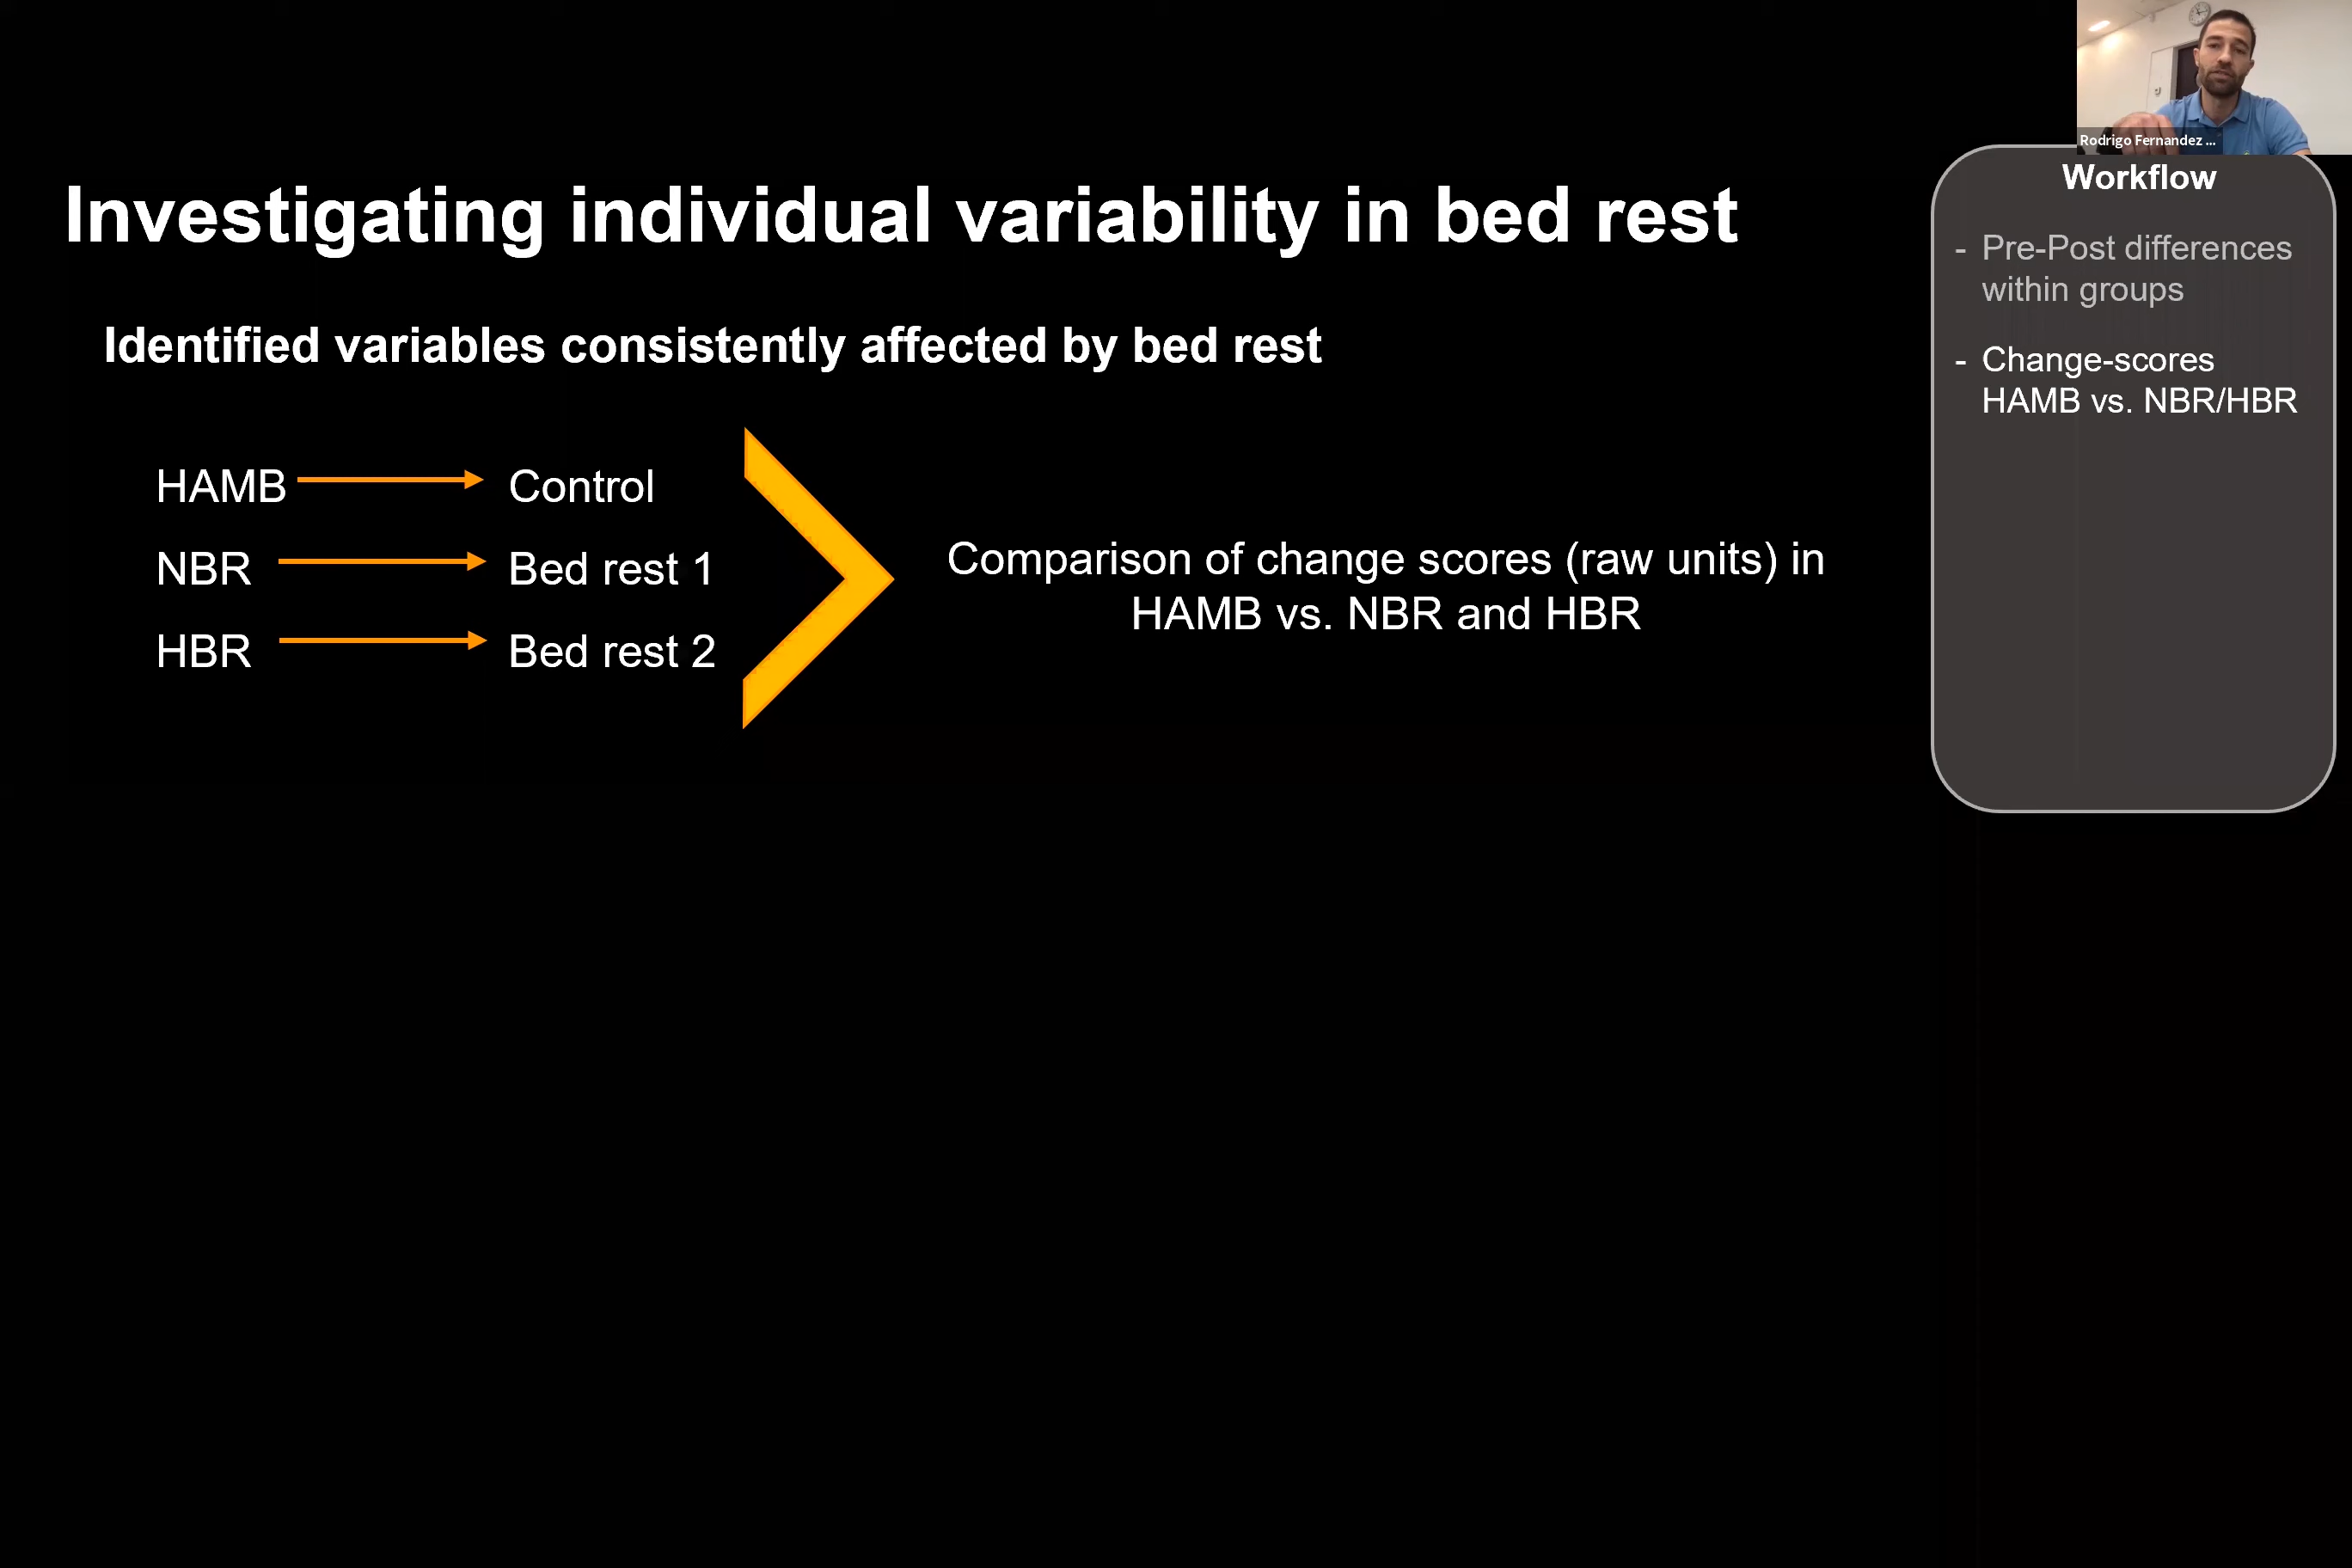 Rodrigo Fernandez ...
Investigating individual variability in bed rest
Identified variables consistently affected by bed rest
HAMB Control
NBR Bed rest 1
HBR Bed rest 2
Comparison of change scores (raw units) in
HAMB vs. NBR and HBR
Workflow
- Pre-Post differences
within groups
- Change-scores
HAMB vs. NBR/HBR